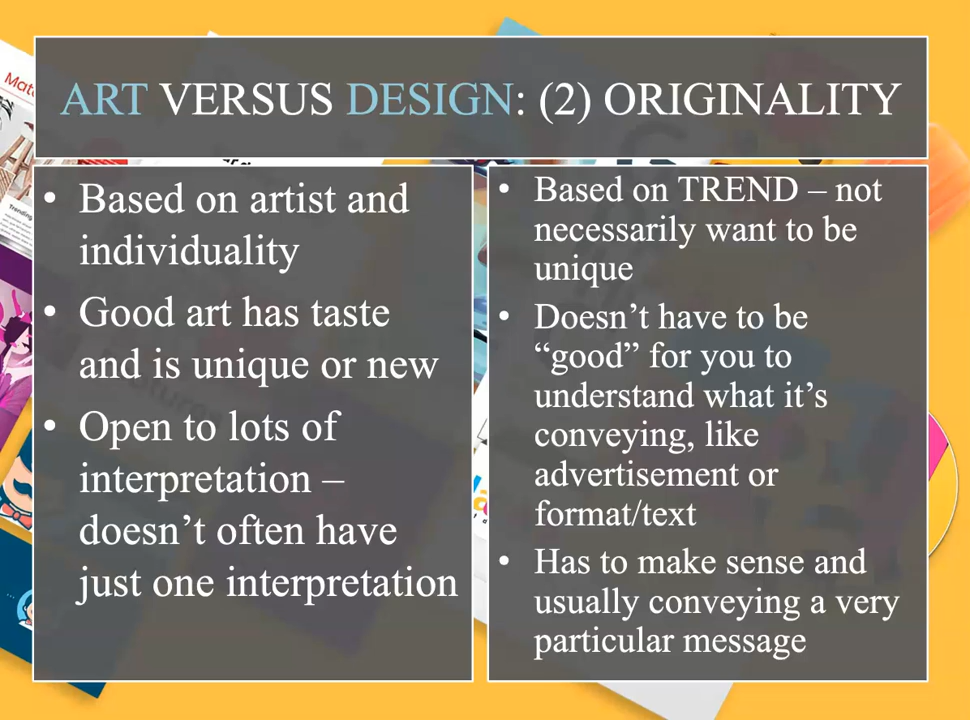 ART VERSUS DESIGN: (2) ORIGINALITY
• Based on artist and
individuality
• Good art has taste
and is unique or new
• Open to lots of
interpretation –
doesn’t often have
just one interpretation
• Based on TREND – not
necessarily want to be
unique
• Doesn’t have to be
“good” for you to
understand what it’s
conveying, like
advertisement or
format/text
• Has to make sense and
usually conveying a very
particular message